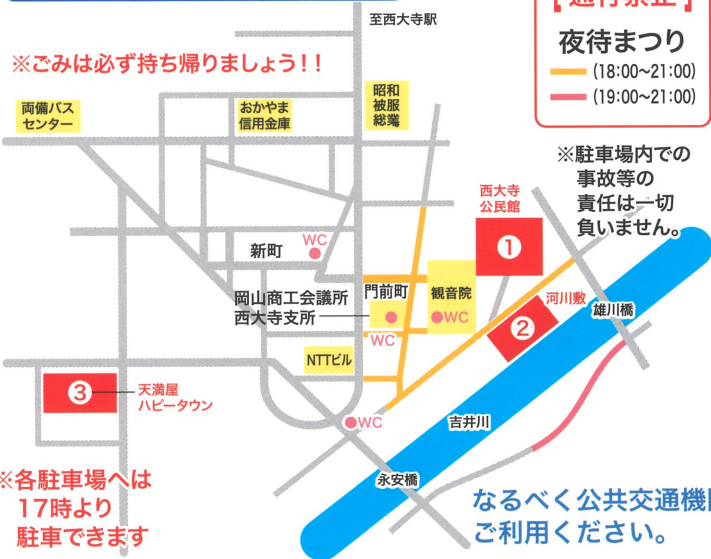 [通行禁止]
至西大寺駅
夜待まつり
(18:00~21:00)
(19:00~21:00)
※ごみは必ず持ち帰りましょう!!
両備バス
センター
おかやま
信用金庫
昭和
被服
総業
※駐車場内での
事故等の
責任は一切
負いません。
西大寺
公民館
1
WC
新町
岡山商工会議所
西大寺支所
門前町
観音院
WC
WC
河川敷
2
雄川橋
NTTビル
3
天満屋
ハピータウン
WC
吉井川
永安橋
※各駐車場へは
17時より
駐車できます
なるべく公共交通機
ご利用ください。